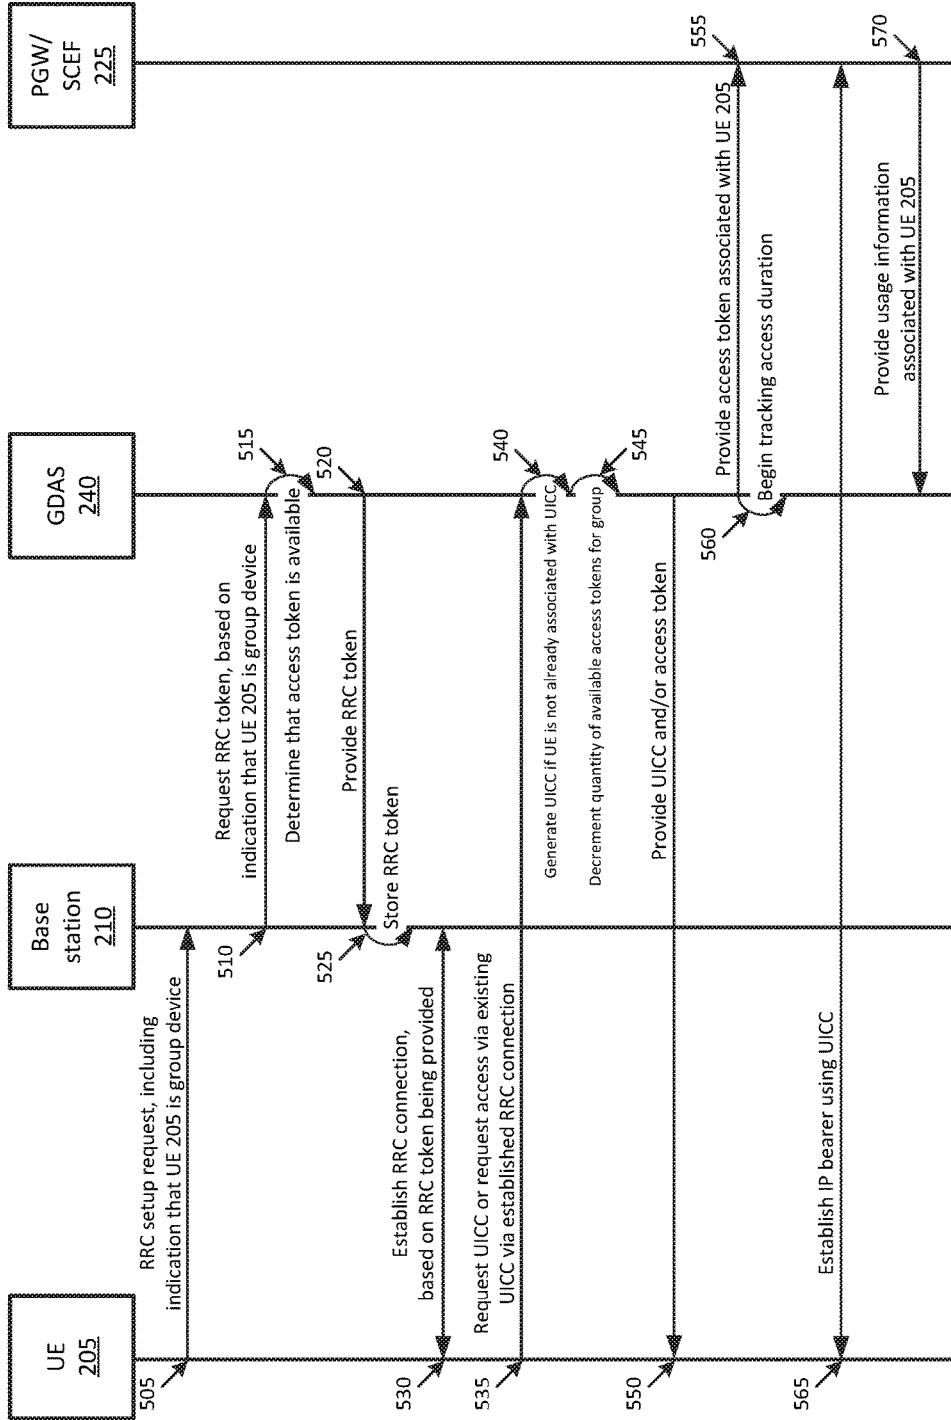 UE
205
Base
station
210
GDAS
240
PGW/
SCEF
225
505
RRC setup request, including
indication that UE 205 is group device
510
Request RRC token, based on
indication that UE 205 is group device
515
Determine that access token is available
520
Provide RRC token
525
Store RRC token
530
Establish RRC connection,
based on RRC token being provided
535
Request UICC or request access via existing
UICC via established RRC connection
540
Generate UICC if UE is not already associated with UICC
545
Decrement quantity of available access tokens for group
550
Provide UICC and/or access token
555
Provide access token associated with UE 205
560
Begin tracking access duration
565
Establish IP bearer using UICC
570
Provide usage information
associated with UE 205